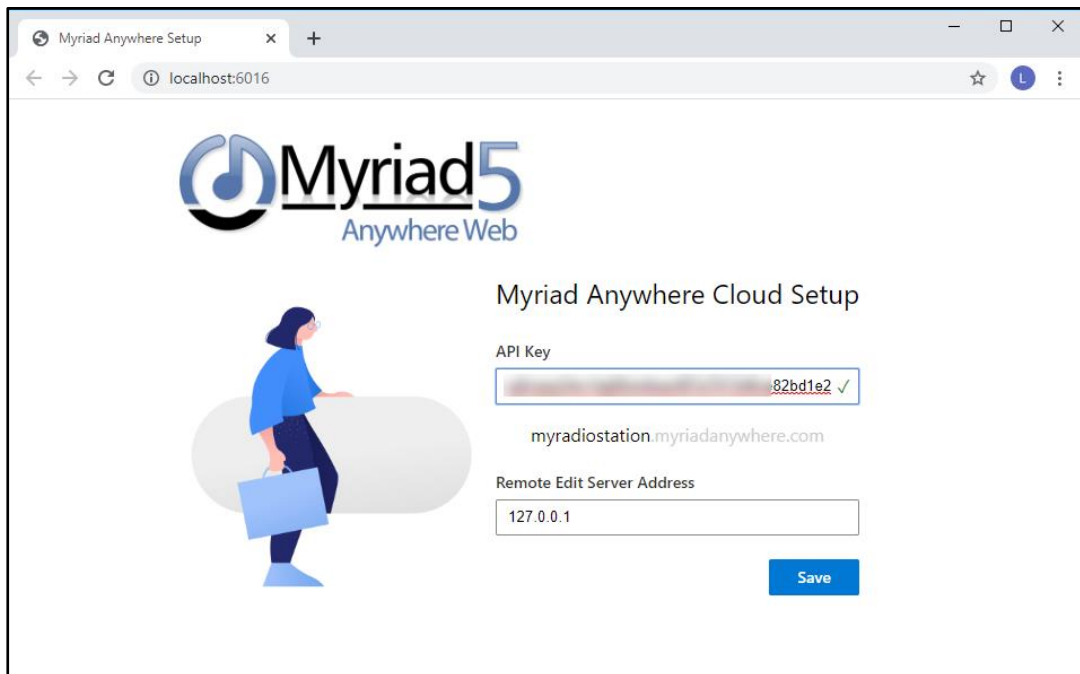 Myriad Anywhere Setup
localhost:6016
L
Myriad5
Anywhere Web
Myriad Anywhere Cloud Setup
API Key
82bd1e2
myradiostation.myriadanywhere.com
Remote Edit Server Address
127.0.0.1
Save